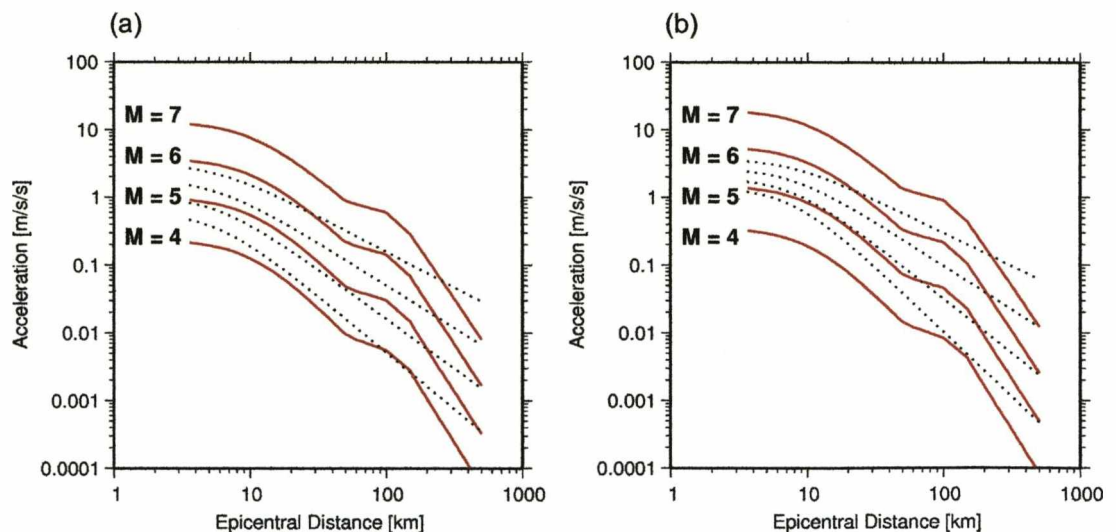 (a)
100
10
1
0.1
0.01
0.001
0.0001
Acceleration [m/s/s]
M = 7
M = 6
M = 5
M = 4
1
10
100
1000
Epicentral Distance [km]
(b)
100
10
1
0.1
0.01
0.001
0.0001
Acceleration [m/s/s]
M = 7
M = 6
M = 5
M = 4
1
10
100
1000
Epicentral Distance [km]